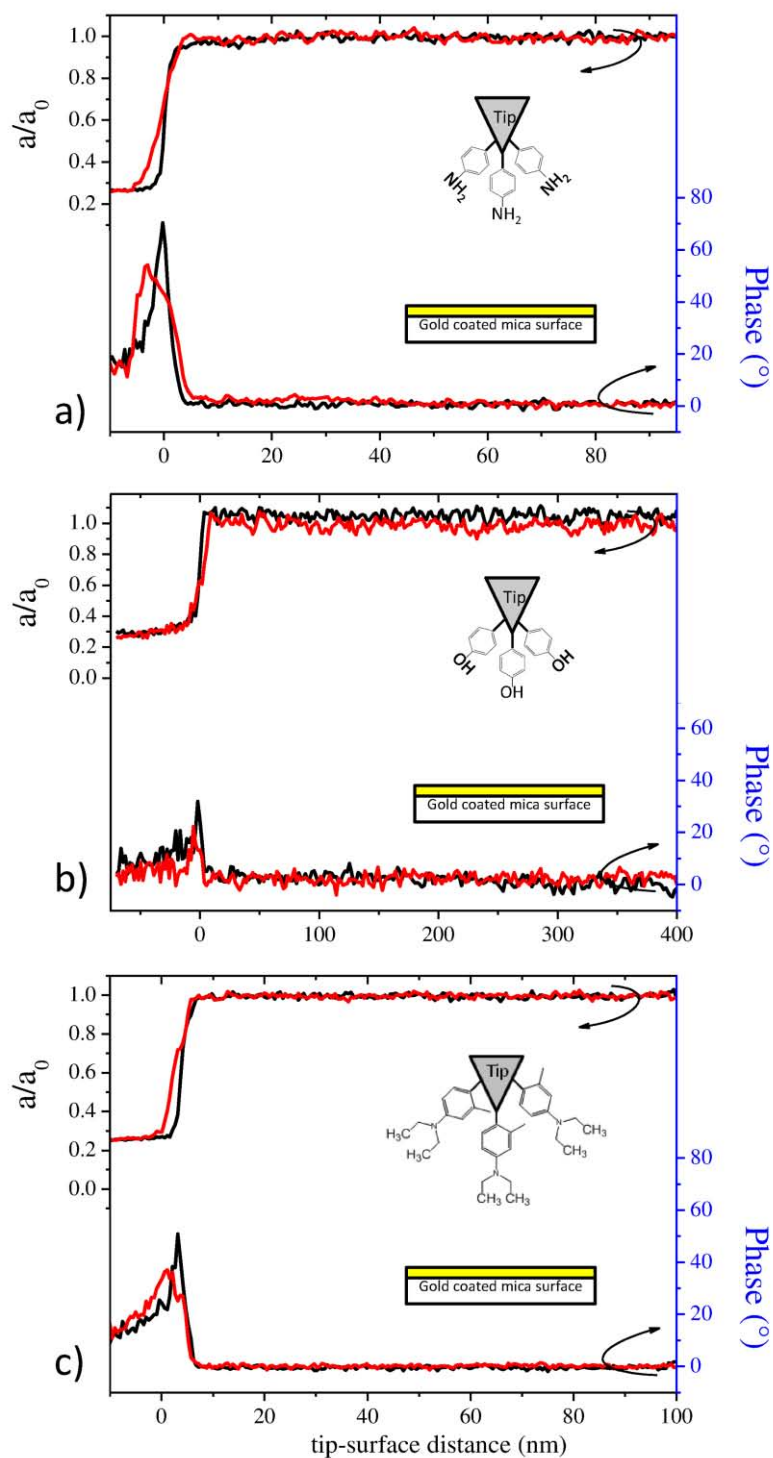 1.0
0.8
0.6
0.4
0.2
a/a0
Tip
NH2
NH2
NH2
80
60
40
20
0
Phase (°)
Gold coated mica surface
a)
0 20 40 60 80
1.0
0.8
0.6
0.4
0.2
0.0
a/a0
Tip
OH
OH
OH
60
40
20
0
Phase (°)
Gold coated mica surface
b)
0 100 200 300 400
1.0
0.8
0.6
0.4
0.2
0.0
a/a0
Tip
N
H3C
CH3
N
CH3 CH3
N
CH3
CH3
80
60
40
20
0
Phase (°)
Gold coated mica surface
c)
0 20 40 60 80 100
tip-surface distance (nm)